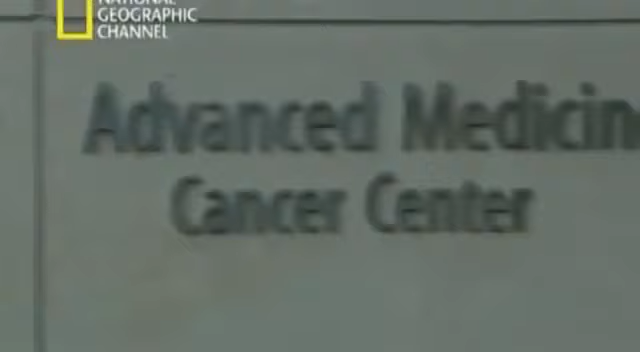 NATIONAL
GEOGRAPHIC
CHANNEL
Advanced Medicin
Cancer Center